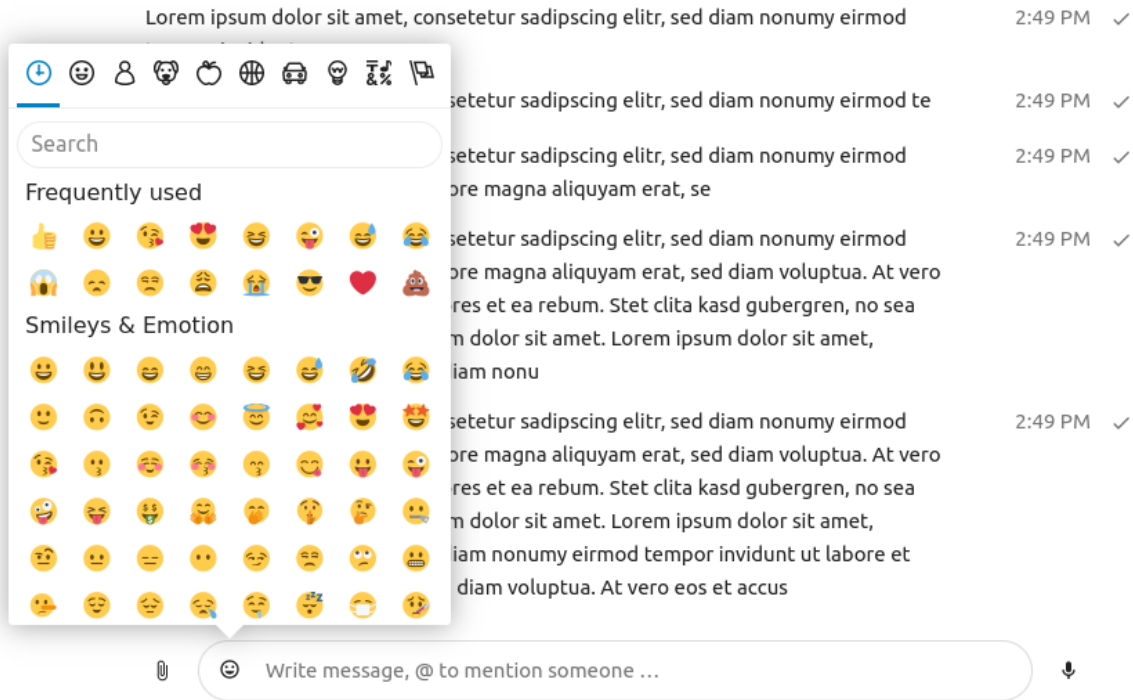 Lorem ipsum dolor sit amet, consetetur sadipscing elitr, sed diam nonumy eirmod 2:49 PM
Search
Frequently used
Smileys & Emotion
setetur sadipscing elitr, sed diam nonumy eirmod te 2:49 PM
setetur sadipscing elitr, sed diam nonumy eirmod 2:49 PM
ore magna aliquyam erat, se
setetur sadipscing elitr, sed diam nonumy eirmod 2:49 PM
ore magna aliquyam erat, sed diam voluptua. At vero
res et ea rebum. Stet clita kasd gubergren, no sea
m dolor sit amet. Lorem ipsum dolor sit amet,
iam nonu
setetur sadipscing elitr, sed diam nonumy eirmod 2:49 PM
ore magna aliquyam erat, sed diam voluptua. At vero
res et ea rebum. Stet clita kasd gubergren, no sea
m dolor sit amet. Lorem ipsum dolor sit amet,
iam nonumy eirmod tempor invidunt ut labore et
diam voluptua. At vero eos et accus
Write message, @ to mention someone …